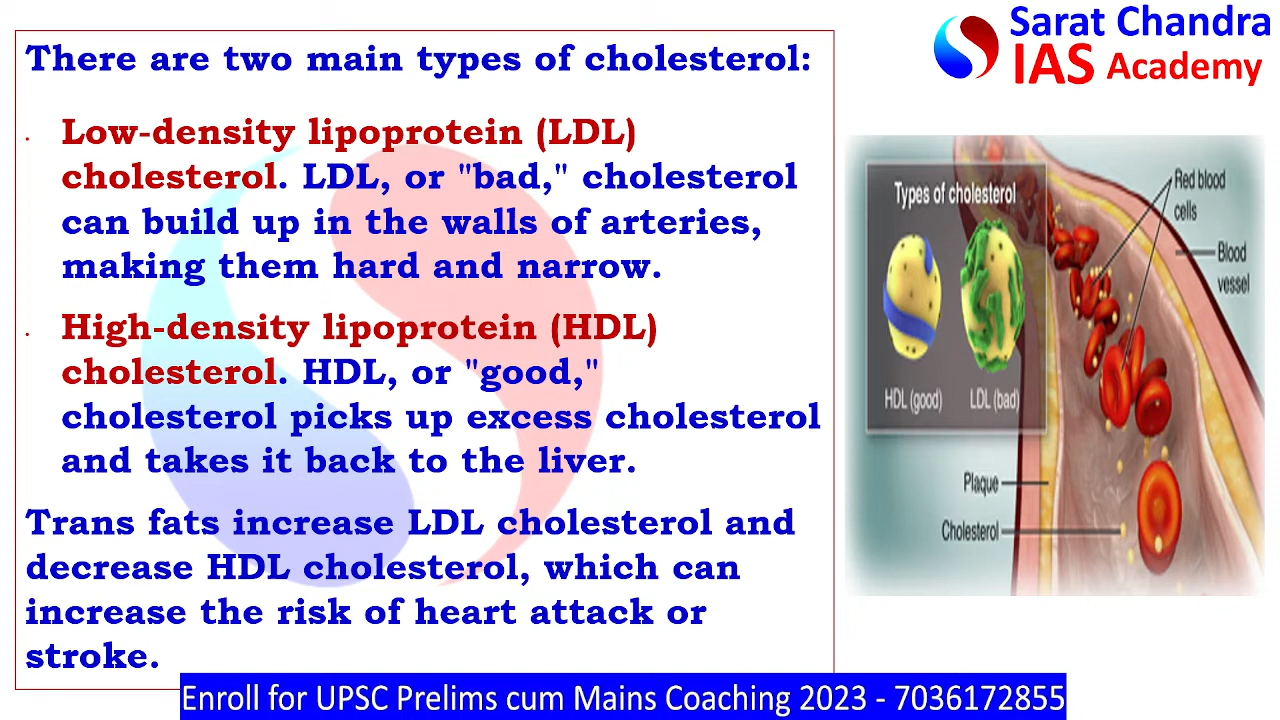 Sarat Chandra
IAS Academy
There are two main types of cholesterol:
· Low-density lipoprotein (LDL)
cholesterol. LDL, or "bad," cholesterol
can build up in the walls of arteries,
making them hard and narrow.
· High-density lipoprotein (HDL)
cholesterol. HDL, or "good,"
cholesterol picks up excess cholesterol
and takes it back to the liver.
Trans fats increase LDL cholesterol and
decrease HDL cholesterol, which can
increase the risk of heart attack or
stroke.
Types of cholesterol
HDL (good)
LDL (bad)
Red blood
cells
Blood
vessel
Plaque
Cholesterol
Enroll for UPSC Prelims cum Mains Coaching 2023 - 7036172855